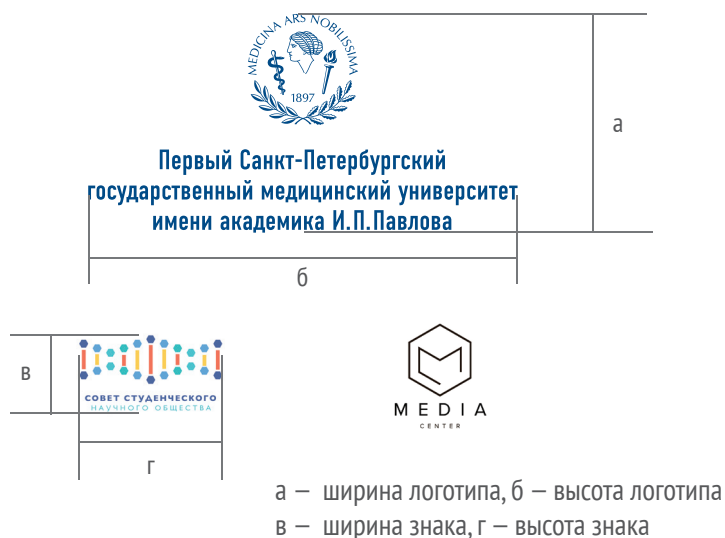 MEDICINA ARS NOBILISSIMA
1897
а
Первый Санкт-Петербургский
государственный медицинский университет
имени академика И.П.Павлова
б
в
СОВЕТ СТУДЕНЧЕСКОГО
НАУЧНОГО ОБЩЕСТВА
г
MEDIA
CENTER
а — ширина логотипа, б — высота логотипа
в — ширина знака, г — высота знака